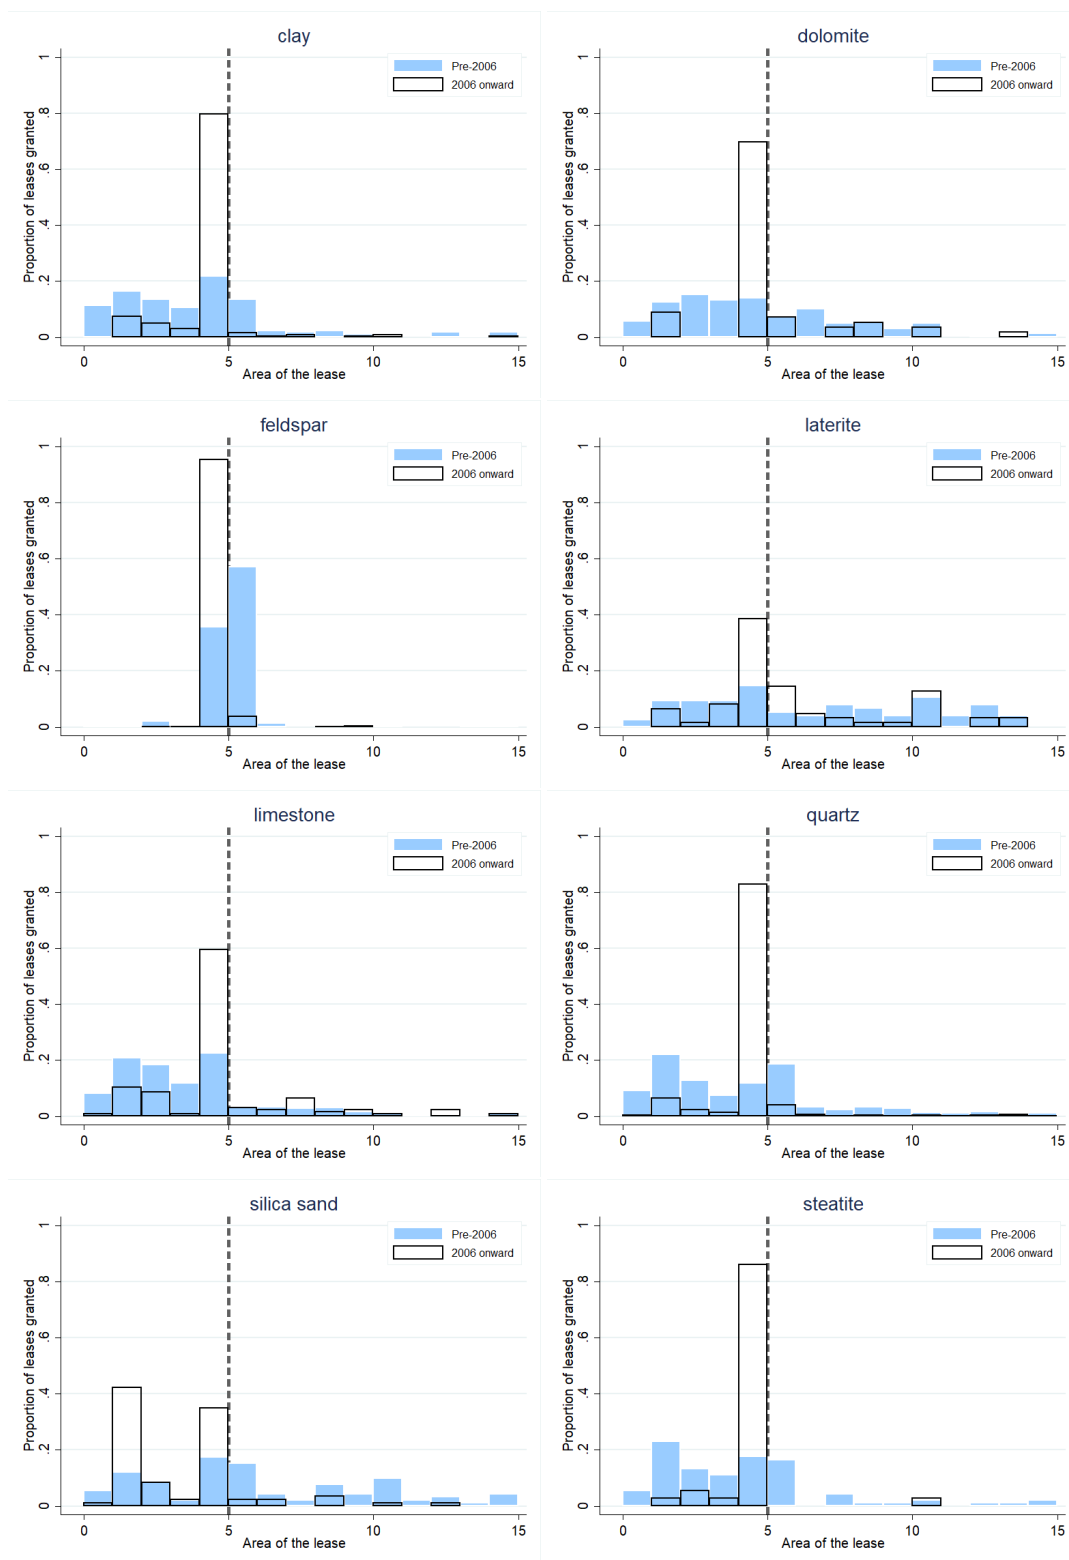 clay
Pre-2006
2006 onward
Proportion of leases granted
1
.8
.6
.4
.2
0
0 5 10 15
Area of the lease
dolomite
Pre-2006
2006 onward
Proportion of leases granted
1
.8
.6
.4
.2
0
0 5 10 15
Area of the lease
feldspar
Pre-2006
2006 onward
Proportion of leases granted
1
.8
.6
.4
.2
0
0 5 10 15
Area of the lease
laterite
Pre-2006
2006 onward
Proportion of leases granted
1
.8
.6
.4
.2
0
0 5 10 15
Area of the lease
limestone
Pre-2006
2006 onward
Proportion of leases granted
1
.8
.6
.4
.2
0
0 5 10 15
Area of the lease
quartz
Pre-2006
2006 onward
Proportion of leases granted
1
.8
.6
.4
.2
0
0 5 10 15
Area of the lease
silica sand
Pre-2006
2006 onward
Proportion of leases granted
1
.8
.6
.4
.2
0
0 5 10 15
Area of the lease
steatite
Pre-2006
2006 onward
Proportion of leases granted
1
.8
.6
.4
.2
0
0 5 10 15
Area of the lease